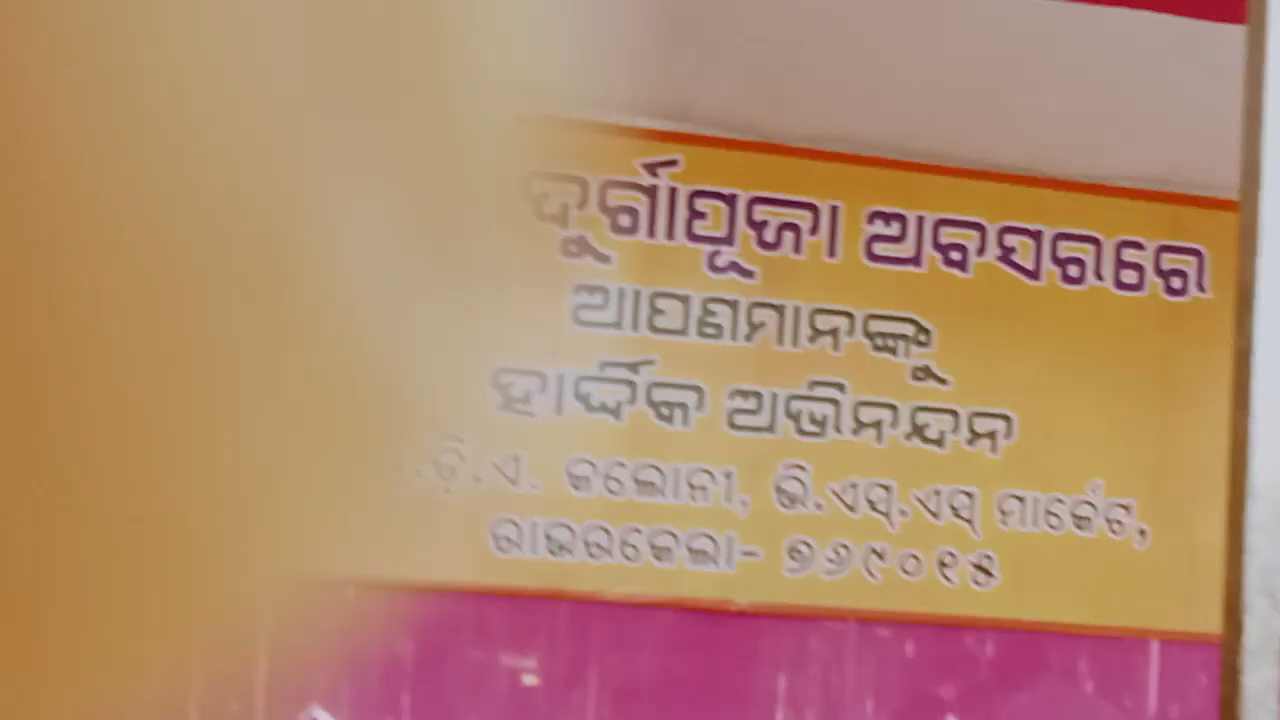 ଦୁର୍ଗାପୂଜା ଅବସରରେ
ଆପଣମାନଙ୍କୁ
ହାର୍ଦ୍ଦିକ ଅଭିନନ୍ଦନ
.ଡ଼ି.ଏ. କଲୋନୀ, ଭି.ଏସ୍.ଏସ୍ ମାର୍କେଟ,
ରାଉରକେଲା- ୭୬୯୦୧୫